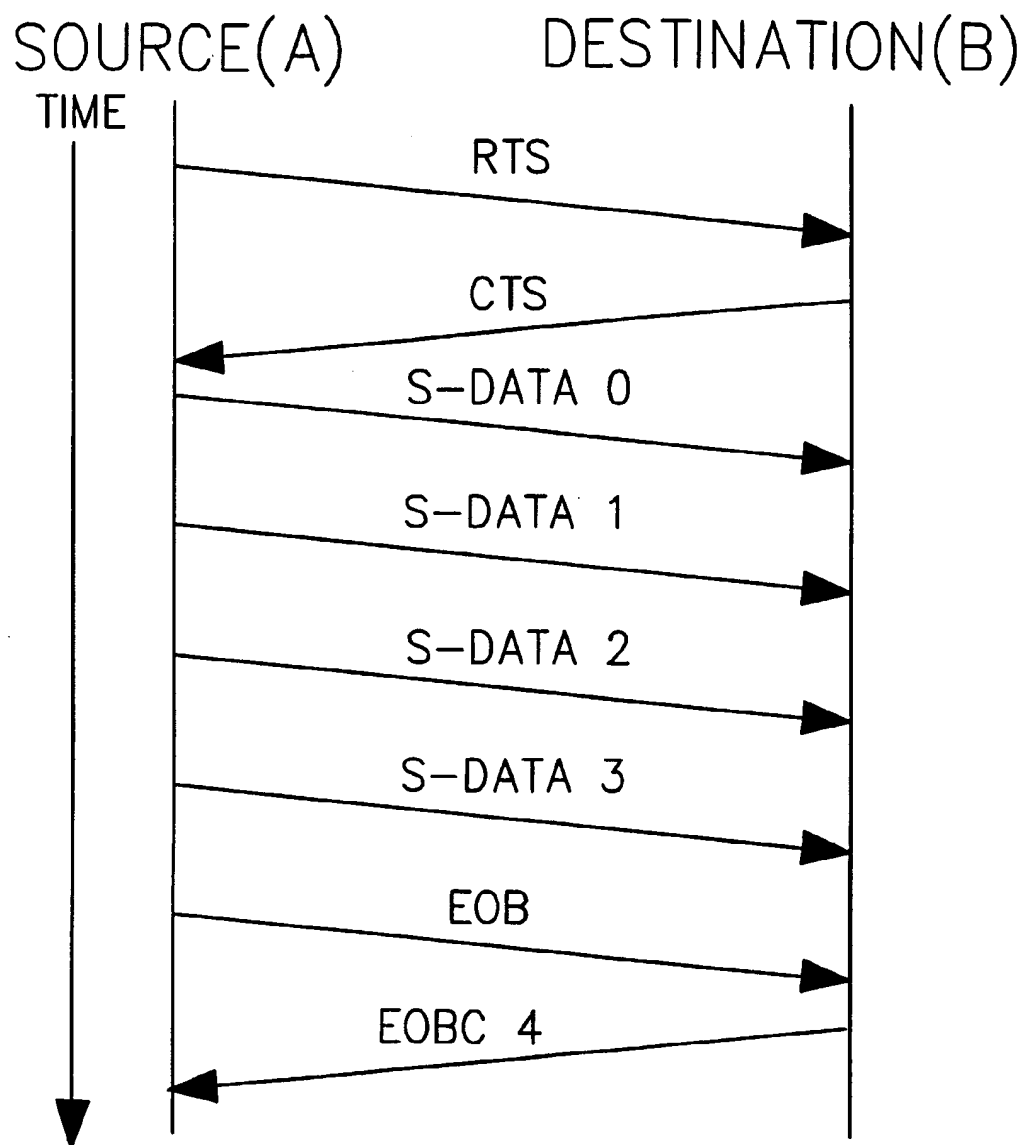 SOURCE(A) DESTINATION(B)
TIME
RTS
CTS
S-DATA 0
S-DATA 1
S-DATA 2
S-DATA 3
EOB
EOBC 4